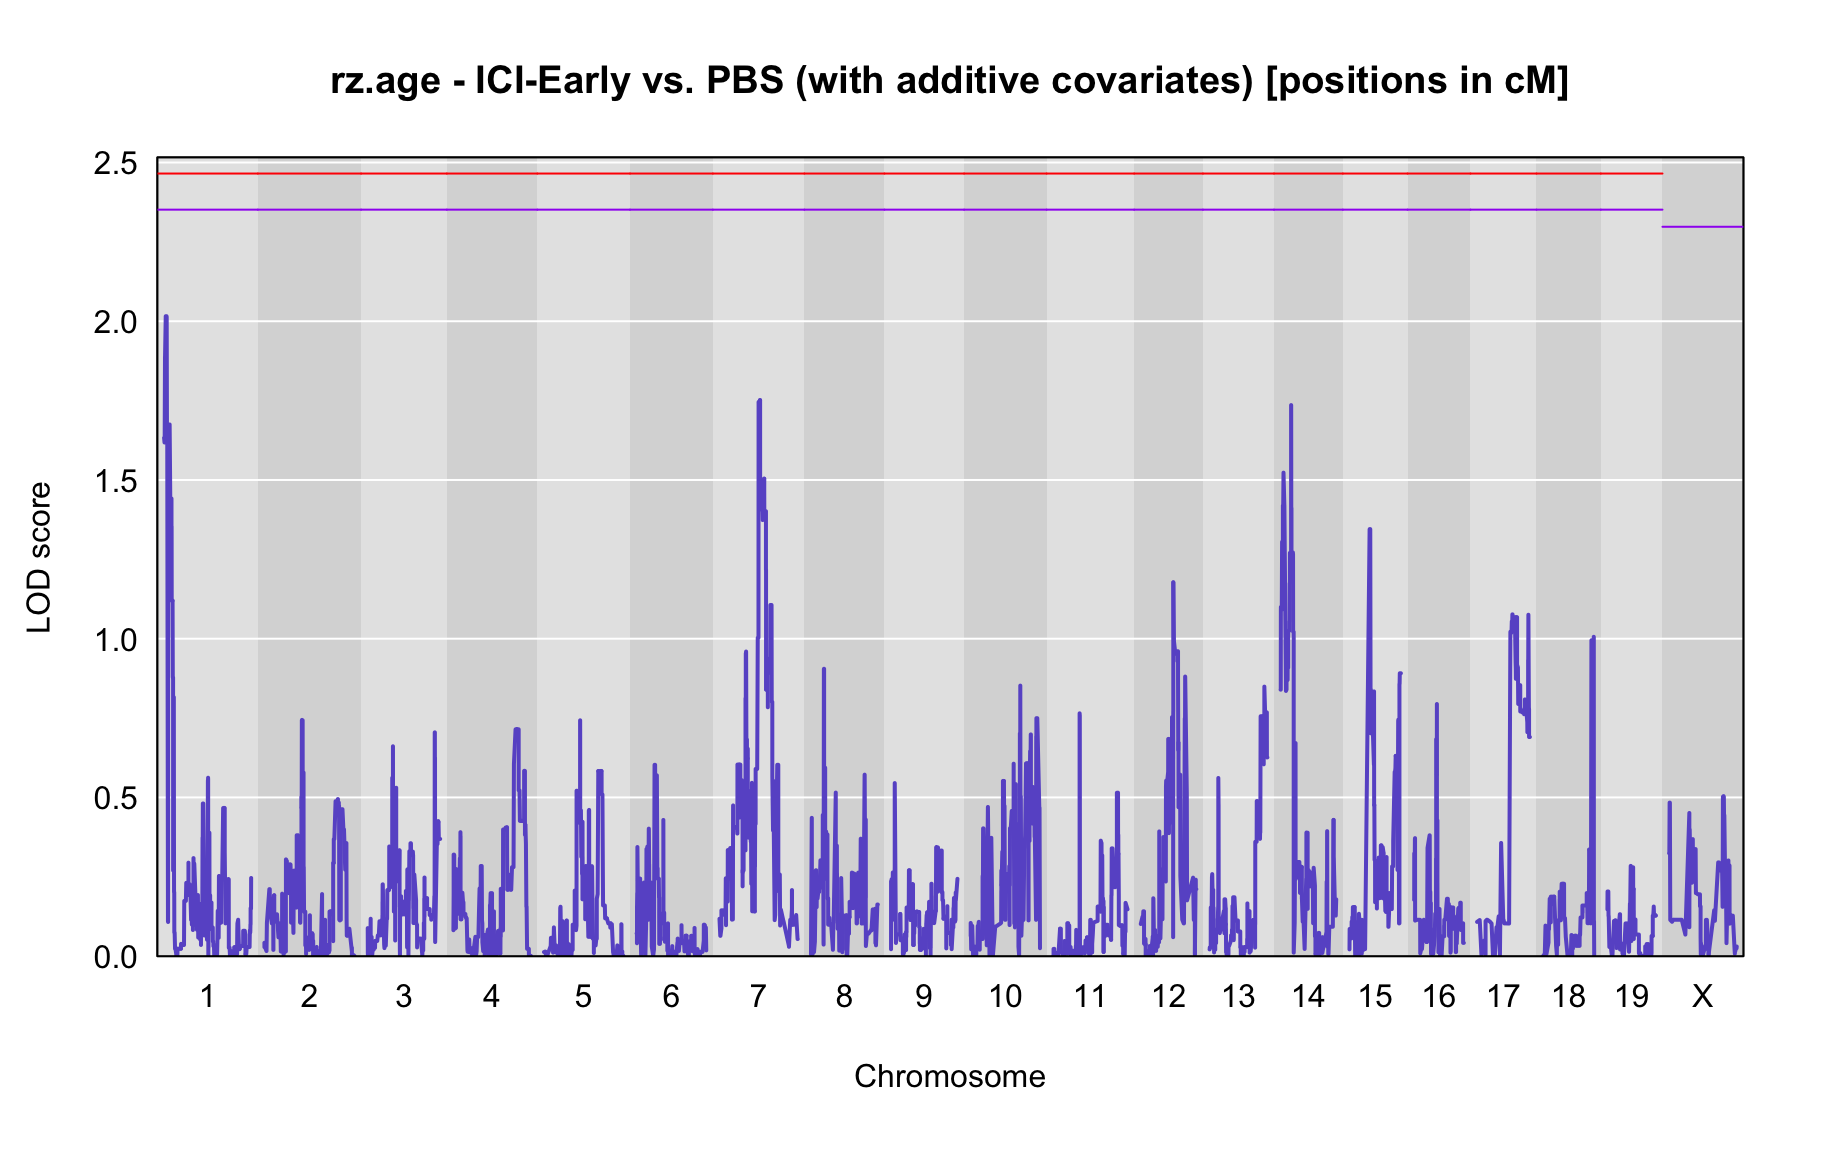 rz.age - ICI-Early vs. PBS (with additive covariates) [positions in cM]
2.5
2.0
1.5
1.0
0.5
0.0
LOD score
1 2 3 4 5 6 7 8 9 10 11 12 13 14 15 16 17 18 19 X
Chromosome